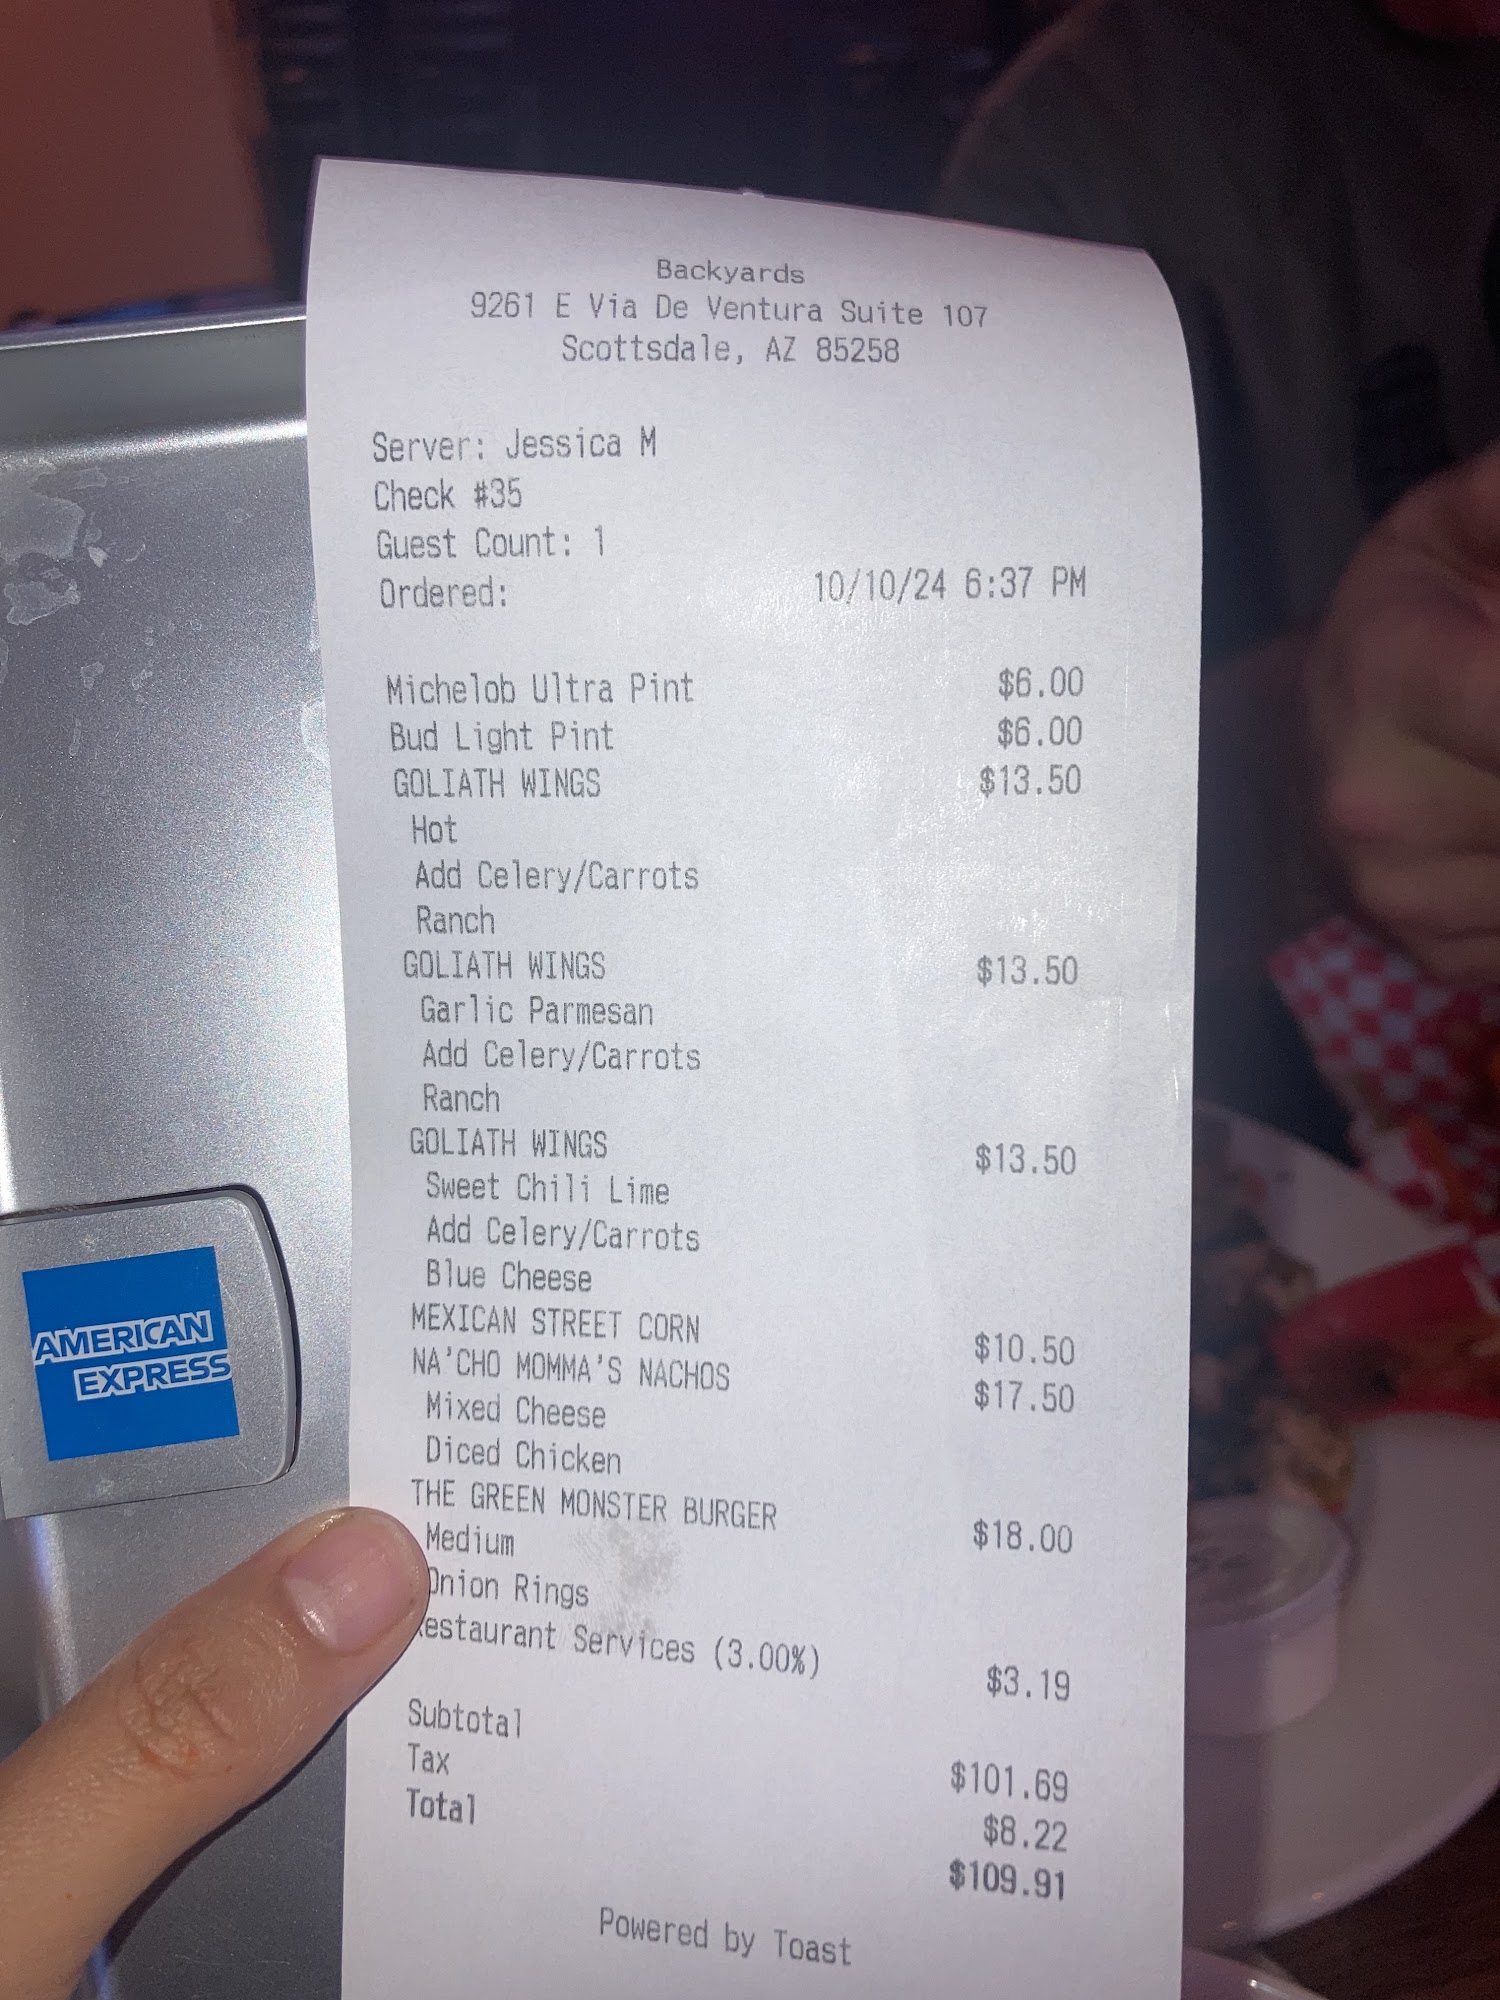 Backyards
9261 E Via De Ventura Suite 107
Scottsdale, AZ 85258
Server: Jessica M
Check #35
Guest Count: 1
Ordered: 10/10/24 6:37 PM
Michelob Ultra Pint $6.00
Bud Light Pint $6.00
GOLIATH WINGS $13.50
Hot
Add Celery/Carrots
Ranch
GOLIATH WINGS $13.50
Garlic Parmesan
Add Celery/Carrots
Ranch
GOLIATH WINGS $13.50
Sweet Chili Lime
Add Celery/Carrots
Blue Cheese
MEXICAN STREET CORN $10.50
NA'CHO MOMMA'S NACHOS $17.50
Mixed Cheese
Diced Chicken
THE GREEN MONSTER BURGER $18.00
Medium
Onion Rings
Restaurant Services (3.00%) $3.19
Subtotal $101.69
Tax $8.22
Total $109.91
Powered by Toast
AMERICAN
EXPRESS